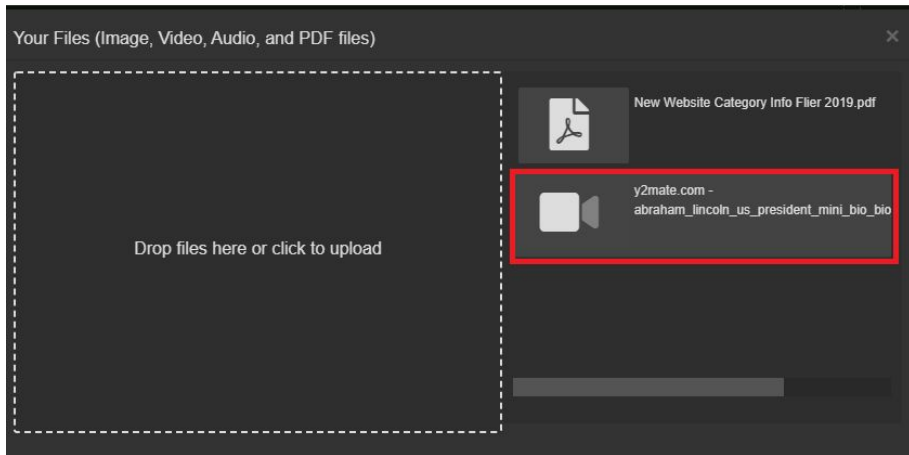 Your Files (Image, Video, Audio, and PDF files)
×
Drop files here or click to upload
New Website Category Info Flier 2019.pdf
y2mate.com -
abraham_lincoln_us_president_mini_bio_bio